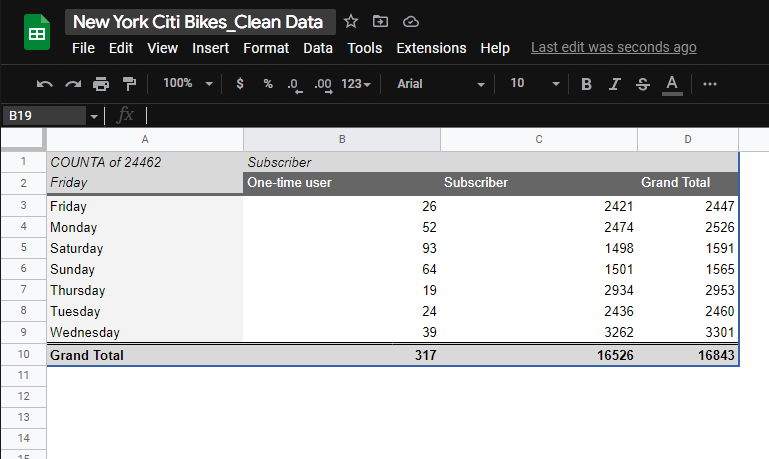 New York Citi Bikes_Clean Data
File Edit View Insert Format Data Tools Extensions Help Last edit was seconds ago
100% $ % .0 .00 123 Arial 10 B I S A
B19 fx
A B C D
1 COUNTA of 24462 Subscriber
2 Friday One-time user Subscriber Grand Total
3 Friday 26 2421 2447
4 Monday 52 2474 2526
5 Saturday 93 1498 1591
6 Sunday 64 1501 1565
7 Thursday 19 2934 2953
8 Tuesday 24 2436 2460
9 Wednesday 39 3262 3301
10 Grand Total 317 16526 16843
11
12
13
14
15